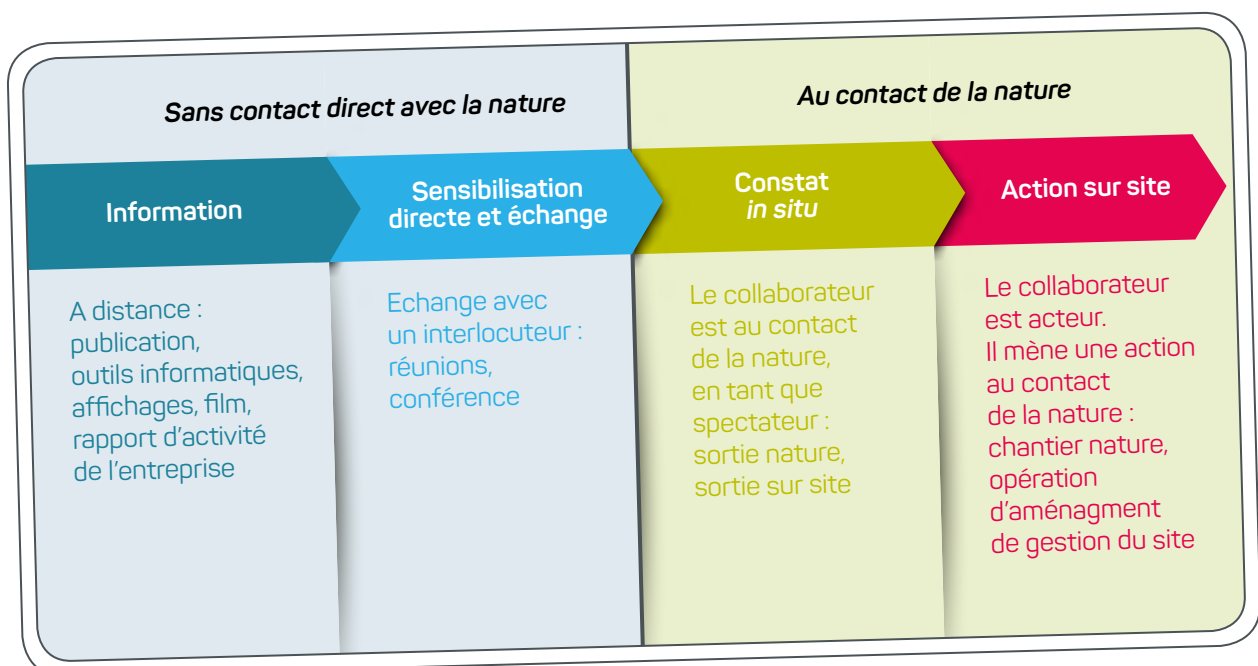 Sans contact direct avec la nature
Au contact de la nature
Information
Sensibilisation
directe et échange
Constat
in situ
Action sur site
A distance :
publication,
outils informatiques,
affichages, film,
rapport d’activité
de l’entreprise
Echange avec
un interlocuteur :
réunions,
conférence
Le collaborateur
est au contact
de la nature,
en tant que
spectateur :
sortie nature,
sortie sur site
Le collaborateur
est acteur.
Il mène une action
au contact
de la nature :
chantier nature,
opération
d’aménagment
de gestion du site